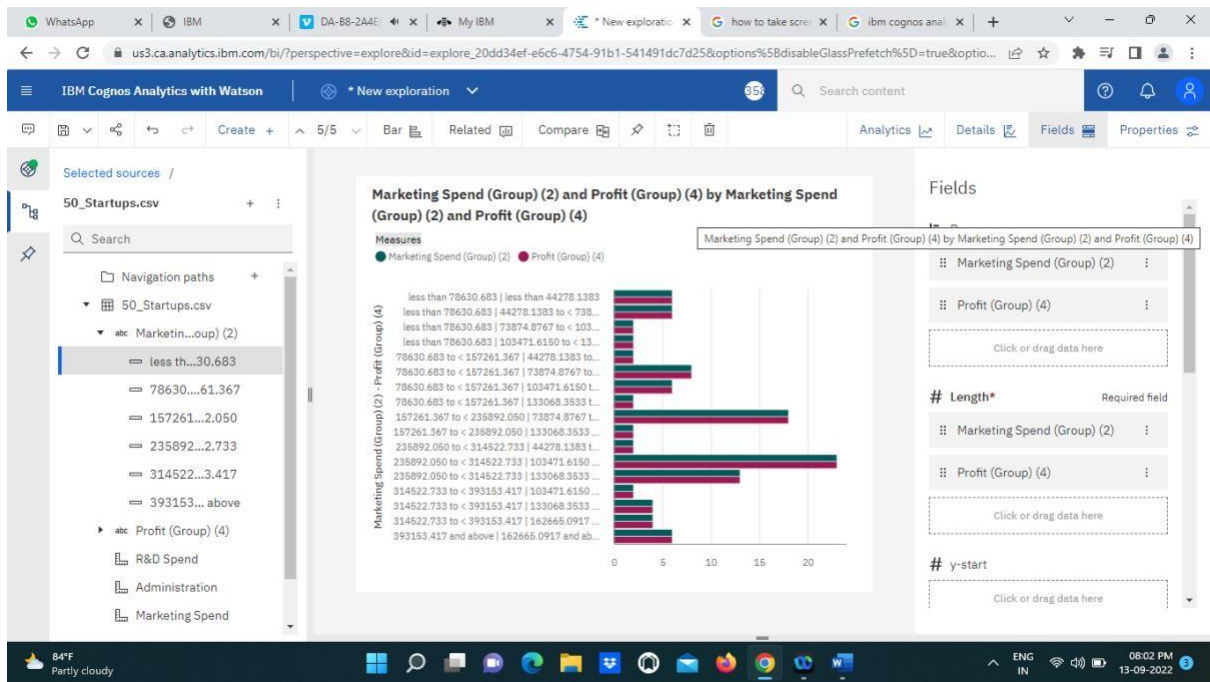 WhatsApp
IBM
DA-B8-2A4E
My IBM
* New exploratio
how to take scre
ibm cognos anal
us3.ca.analytics.ibm.com/bi/?perspective=explore&id=explore_20dd34ef-e6c6-4754-91b1-541491dc7d25&options%5BdisableGlassPrefetch%5D=true&optio...
IBM Cognos Analytics with Watson
* New exploration
Search content
Create +
5/5
Bar
Related
Compare
Analytics
Details
Fields
Properties
Selected sources /
50_Startups.csv
Search
Navigation paths
50_Startups.csv
abc Marketin...oup) (2)
less th...30.683
78630....61.367
157261...2.050
235892...2.733
314522...3.417
393153... above
abc Profit (Group) (4)
R&D Spend
Administration
Marketing Spend
Marketing Spend (Group) (2) and Profit (Group) (4) by Marketing Spend
(Group) (2) and Profit (Group) (4)
Measures
Marketing Spend (Group) (2) Profit (Group) (4)
Marketing Spend (Group) (2) - Profit (Group) (4)
less than 78630.683 | less than 44278.1383
less than 78630.683 | 44278.1383 to < 738...
less than 78630.683 | 73874.8767 to < 103...
less than 78630.683 | 103471.6150 to < 13...
78630.683 to < 157261.367 | 44278.1383 to...
78630.683 to < 157261.367 | 73874.8767 to...
78630.683 to < 157261.367 | 103471.6150 t...
78630.683 to < 157261.367 | 133068.3533 t...
157261.367 to < 235892.050 | 73874.8767 t...
157261.367 to < 235892.050 | 133068.3533 ...
235892.050 to < 314522.733 | 44278.1383 t...
235892.050 to < 314522.733 | 103471.6150 ...
235892.050 to < 314522.733 | 133068.3533 ...
314522.733 to < 393153.417 | 103471.6150 ...
314522.733 to < 393153.417 | 133068.3533 ...
314522.733 to < 393153.417 | 162665.0917 ...
393153.417 and above | 162665.0917 and ab...
0 5 10 15 20
Fields
Marketing Spend (Group) (2) and Profit (Group) (4) by Marketing Spend (Group) (2) and Profit (Group) (4)
Marketing Spend (Group) (2)
Profit (Group) (4)
Click or drag data here
# Length* Required field
Marketing Spend (Group) (2)
Profit (Group) (4)
Click or drag data here
# y-start
Click or drag data here
84°F
Partly cloudy
ENG
IN
08:02 PM
13-09-2022
3